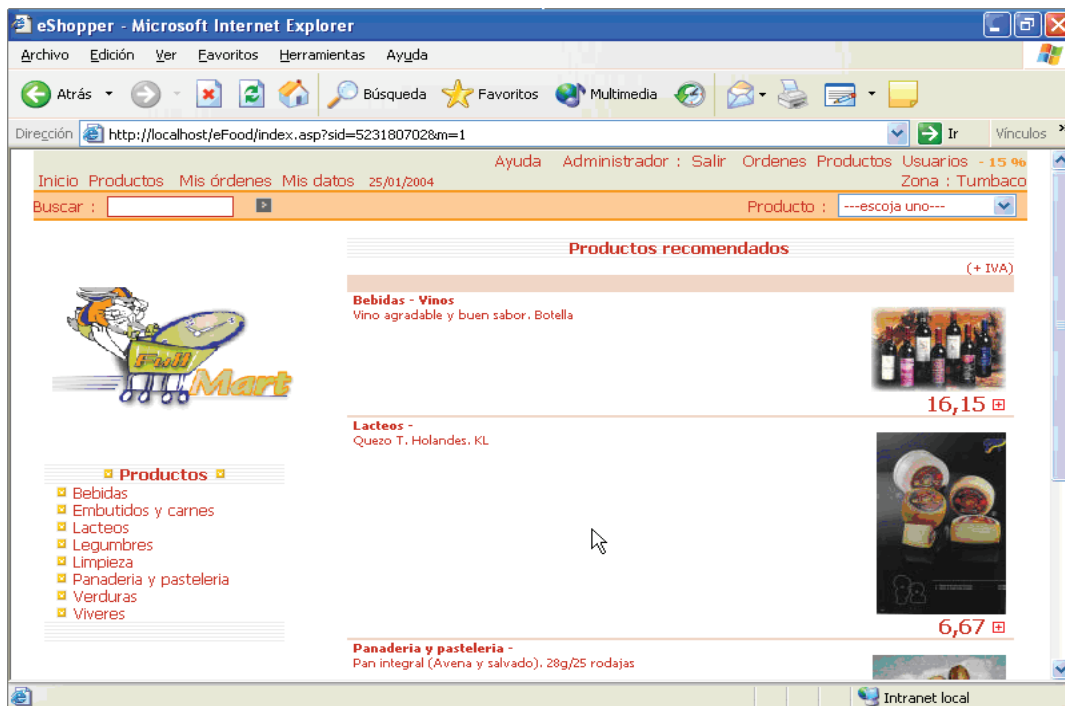 eShopper - Microsoft Internet Explorer
Archivo Edición Ver Favoritos Herramientas Ayuda
Atrás Búsqueda Favoritos Multimedia
Dirección http://localhost/eFood/index.asp?sid=523180702&m=1 Ir Vínculos »
Ayuda Administrador : Salir Ordenes Productos Usuarios - 15 %
Inicio Productos Mis órdenes Mis datos 25/01/2004 Zona : Tumbaco
Buscar : Producto : ---escoja uno---
Productos recomendados
(+ IVA)
Bebidas - Vinos
Vino agradable y buen sabor. Botella
16,15
Lacteos -
Quezo T. Holandes. KL
6,67
Panaderia y pasteleria -
Pan integral (Avena y salvado). 28g/25 rodajas
Full
Mart
Productos
Bebidas
Embutidos y carnes
Lacteos
Legumbres
Limpieza
Panaderia y pasteleria
Verduras
Viveres
Intranet local